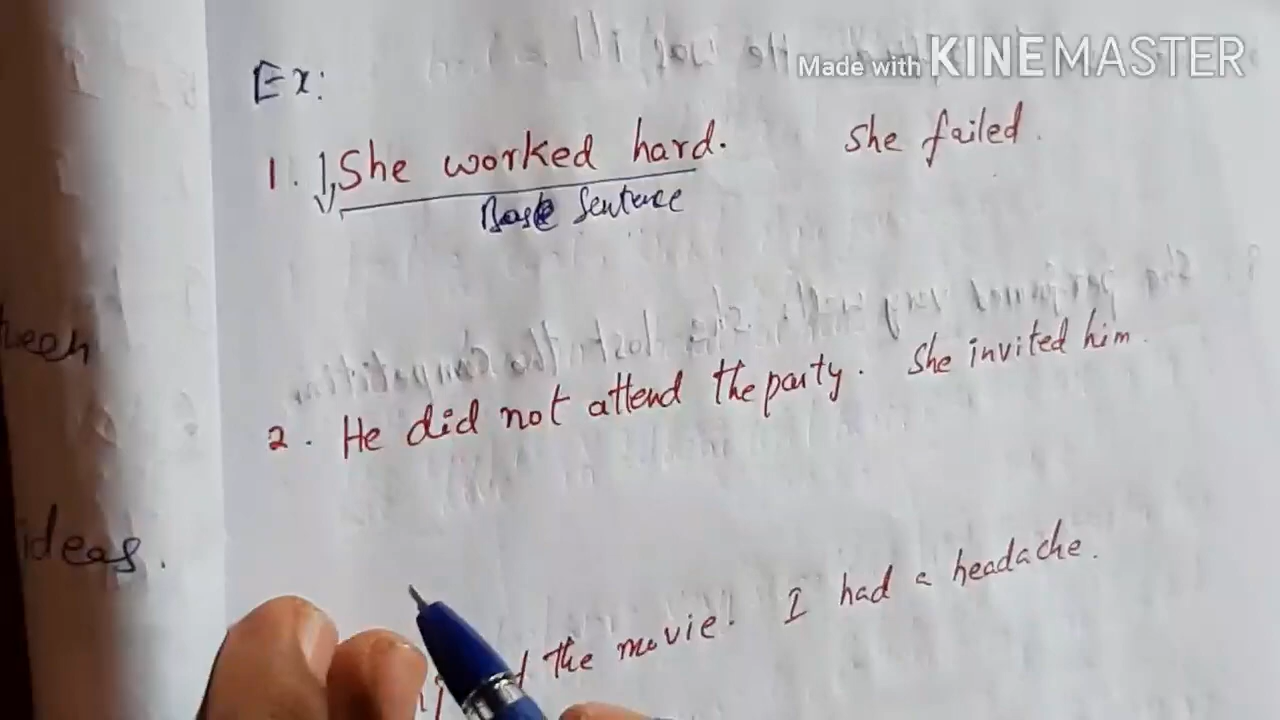 Made with KINEMASTER
Ex:
1. She worked hard. She failed.
Base Sentence
2. He did not attend the party. She invited him.
the movie. I had a headache.
ideas.